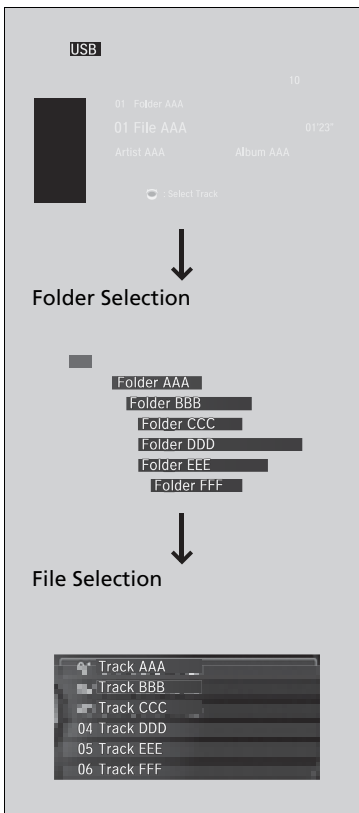 USB
10
01 Folder AAA
01 File AAA 01'23"
Artist AAA Album AAA
: Select Track
Folder Selection
Folder AAA
Folder BBB
Folder CCC
Folder DDD
Folder EEE
Folder FFF
File Selection
Track AAA
Track BBB
Track CCC
04 Track DDD
05 Track EEE
06 Track FFF